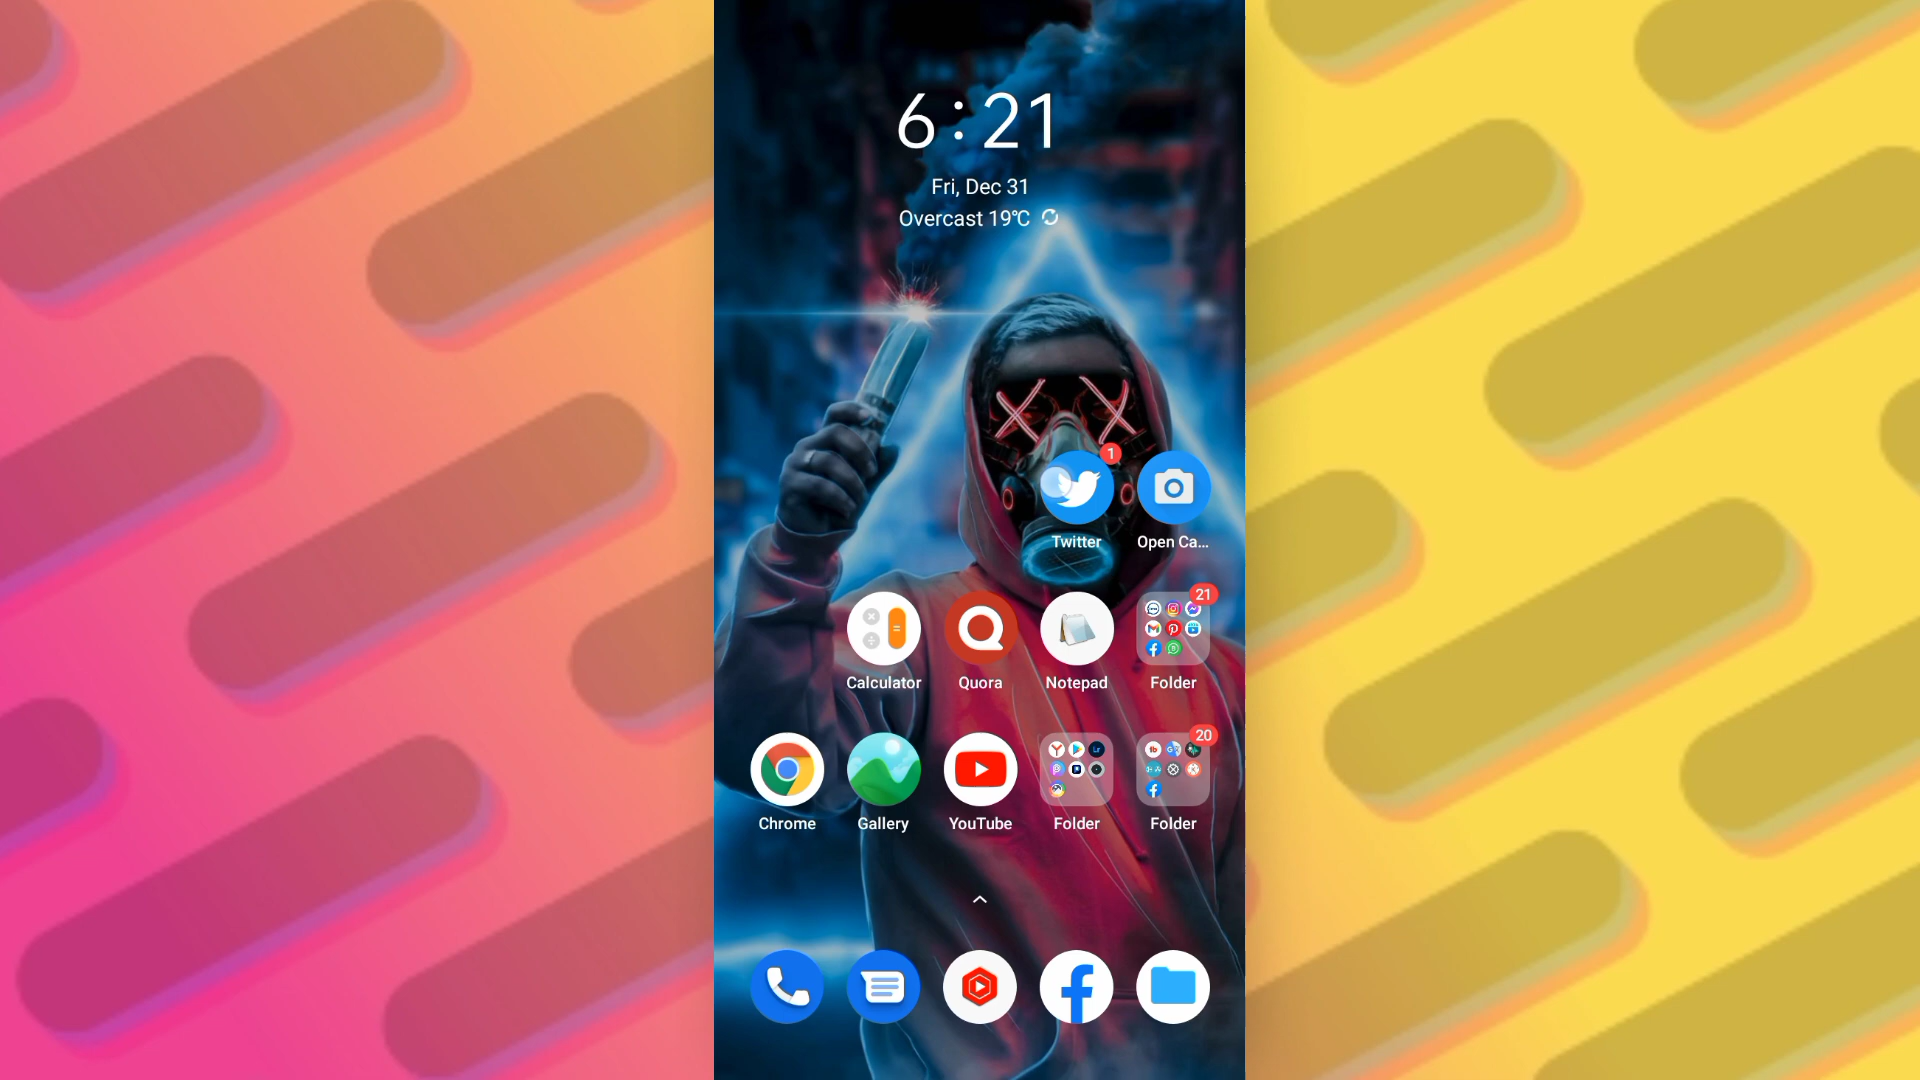 6:21
Fri, Dec 31
Overcast 19℃
1
Twitter
Open Ca...
21
Calculator
Quora
Notepad
Folder
20
Chrome
Gallery
YouTube
Folder
Folder